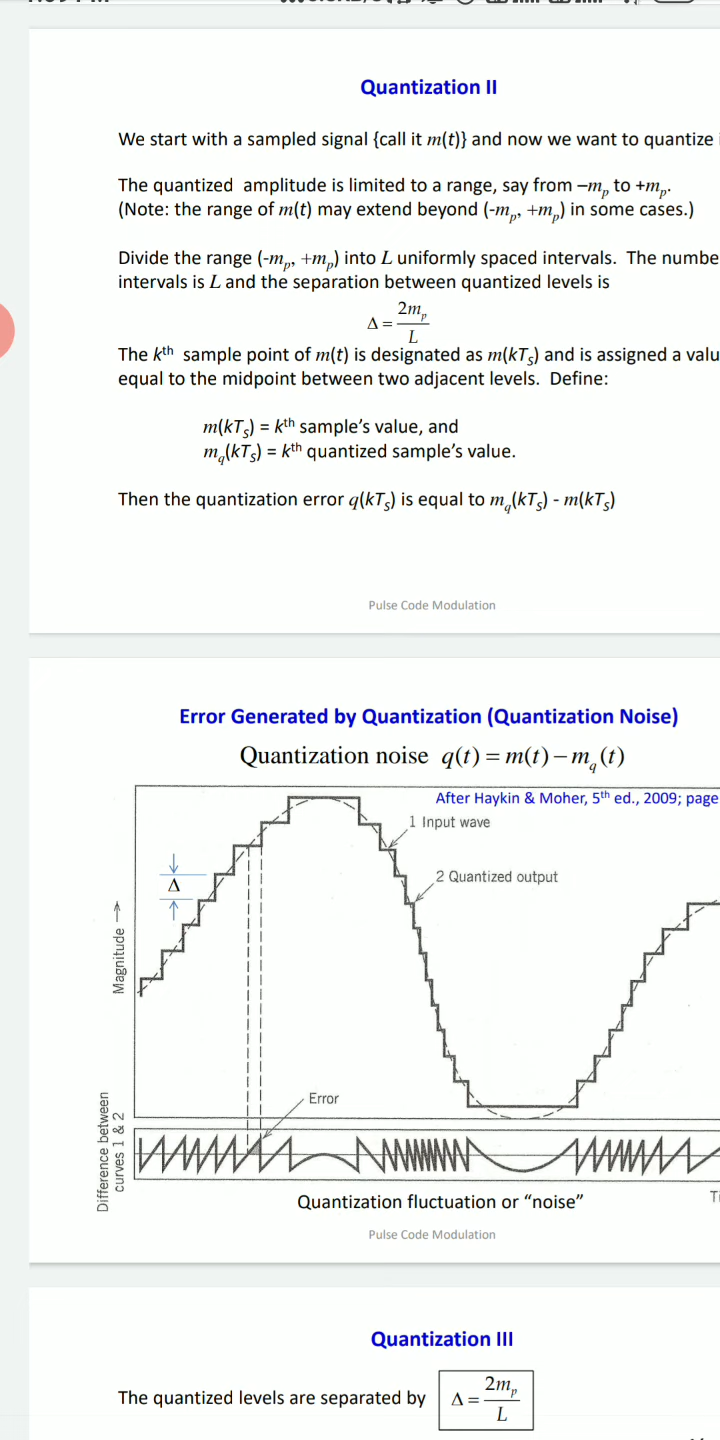 Quantization II
We start with a sampled signal {call it m(t)} and now we want to quantize
The quantized amplitude is limited to a range, say from –mp to +mp.
(Note: the range of m(t) may extend beyond (-mp, +mp) in some cases.)
Divide the range (-mp, +mp) into L uniformly spaced intervals. The
intervals is L and the separation between quantized levels is
Δ = 2mp / L
The kth sample point of m(t) is designated as m(kTS) and is assigned a
equal to the midpoint between two adjacent levels. Define:
m(kTS) = kth sample’s value, and
mq(kTS) = kth quantized sample’s value.
Then the quantization error q(kTS) is equal to mq(kTS) - m(kTS)
Pulse Code Modulation
Error Generated by Quantization (Quantization Noise)
Quantization noise q(t) = m(t) – mq(t)
After Haykin & Moher, 5th ed., 2009; page
1 Input wave
2 Quantized output
Δ
Magnitude
Error
Difference between
curves 1 & 2
Quantization fluctuation or “noise”
Pulse Code Modulation
Quantization III
The quantized levels are separated by Δ = 2mp / L